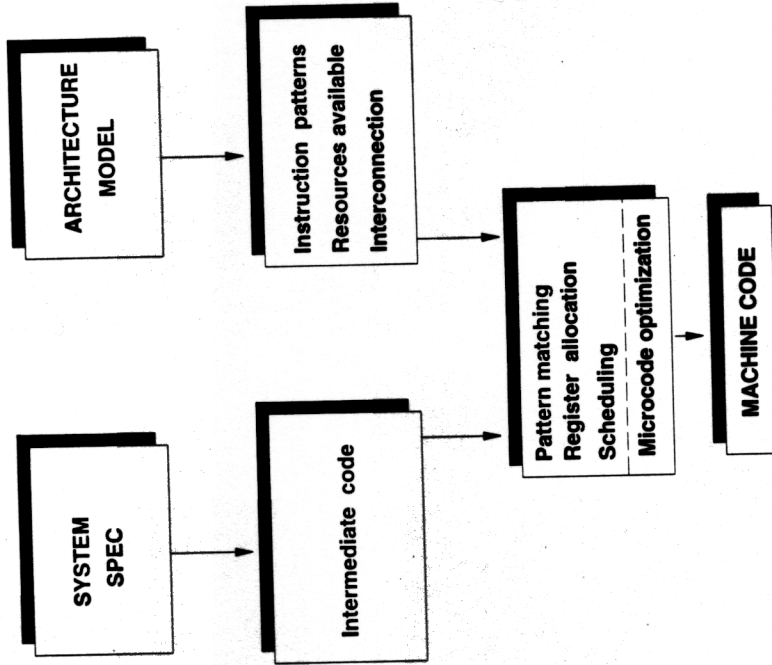 SYSTEM
SPEC
ARCHITECTURE
MODEL
Intermediate code
Instruction patterns
Resources available
Interconnection
Pattern matching
Register allocation
Scheduling
Microcode optimization
MACHINE CODE